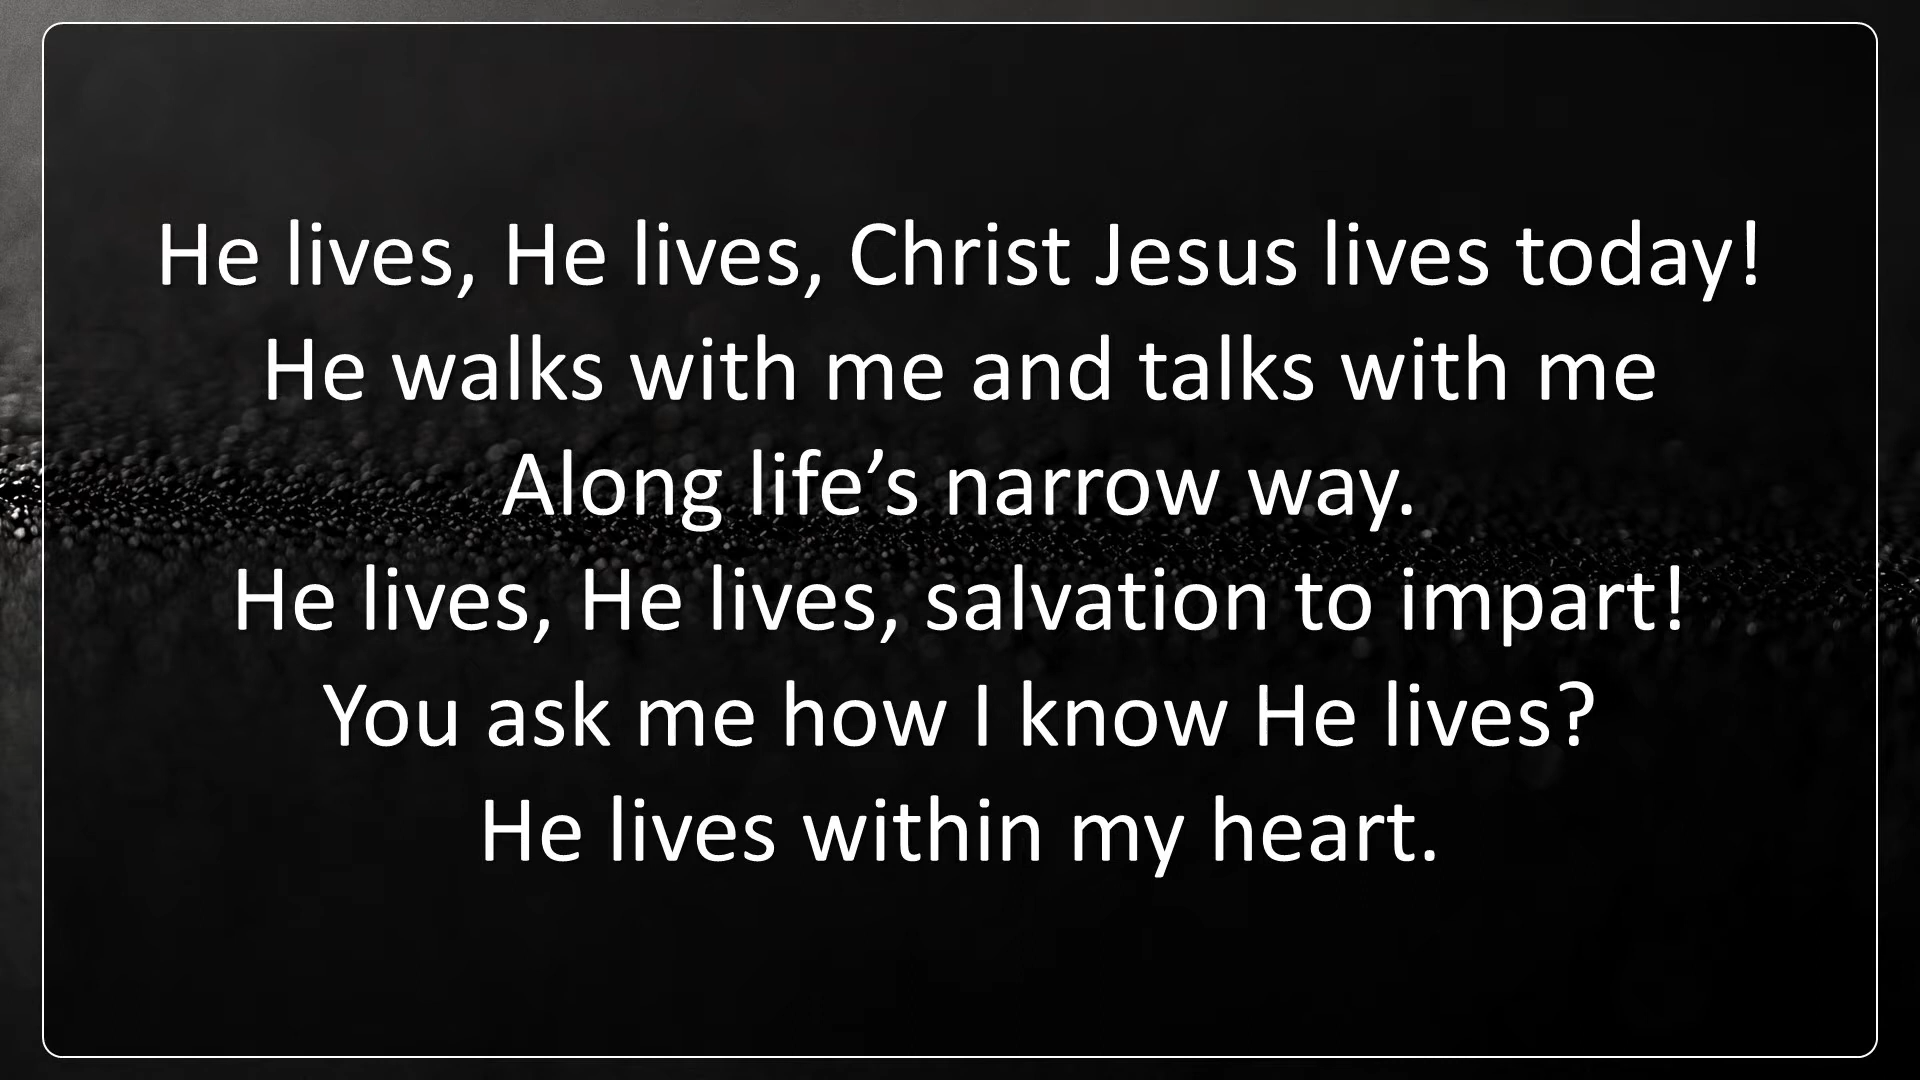 He lives, He lives, Christ Jesus lives today!
He walks with me and talks with me
Along life’s narrow way.
He lives, He lives, salvation to impart!
You ask me how I know He lives?
He lives within my heart.